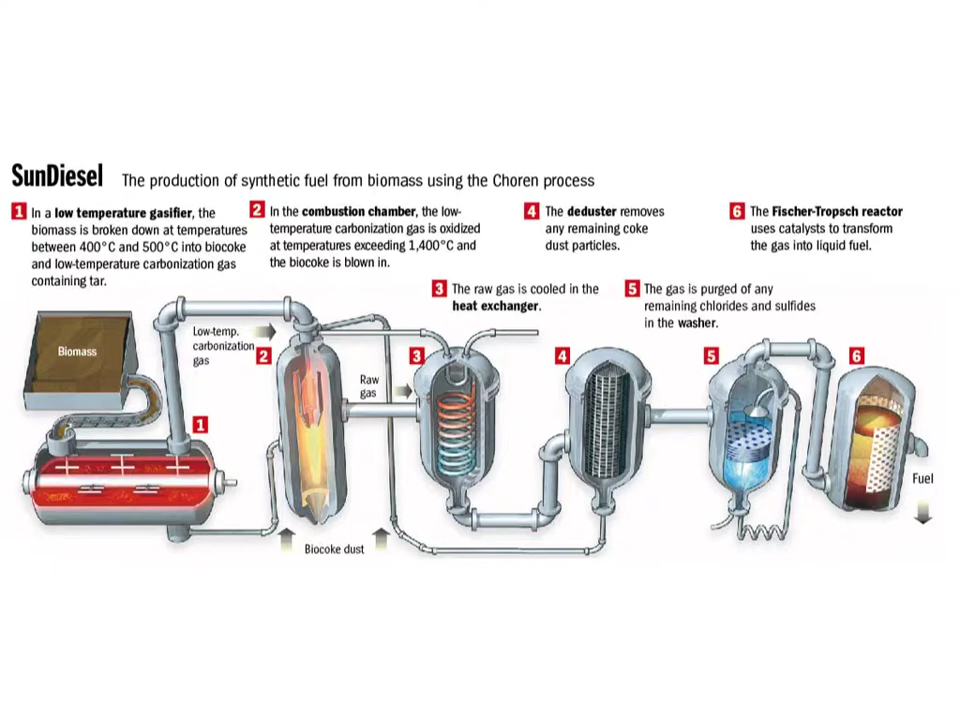 SunDiesel The production of synthetic fuel from biomass using the Choren process
1 In a low temperature gasifier, the
biomass is broken down at temperatures
between 400°C and 500°C into biocoke
and low-temperature carbonization gas
containing tar.
2 In the combustion chamber, the low-
temperature carbonization gas is oxidized
at temperatures exceeding 1,400°C and
the biocoke is blown in.
3 The raw gas is cooled in the
heat exchanger.
4 The deduster removes
any remaining coke
dust particles.
5 The gas is purged of any
remaining chlorides and sulfides
in the washer.
6 The Fischer-Tropsch reactor
uses catalysts to transform
the gas into liquid fuel.
Biomass
1
Low-temp.
carbonization
gas
2
Raw
gas
3
4
5
6
Fuel
Biocoke dust